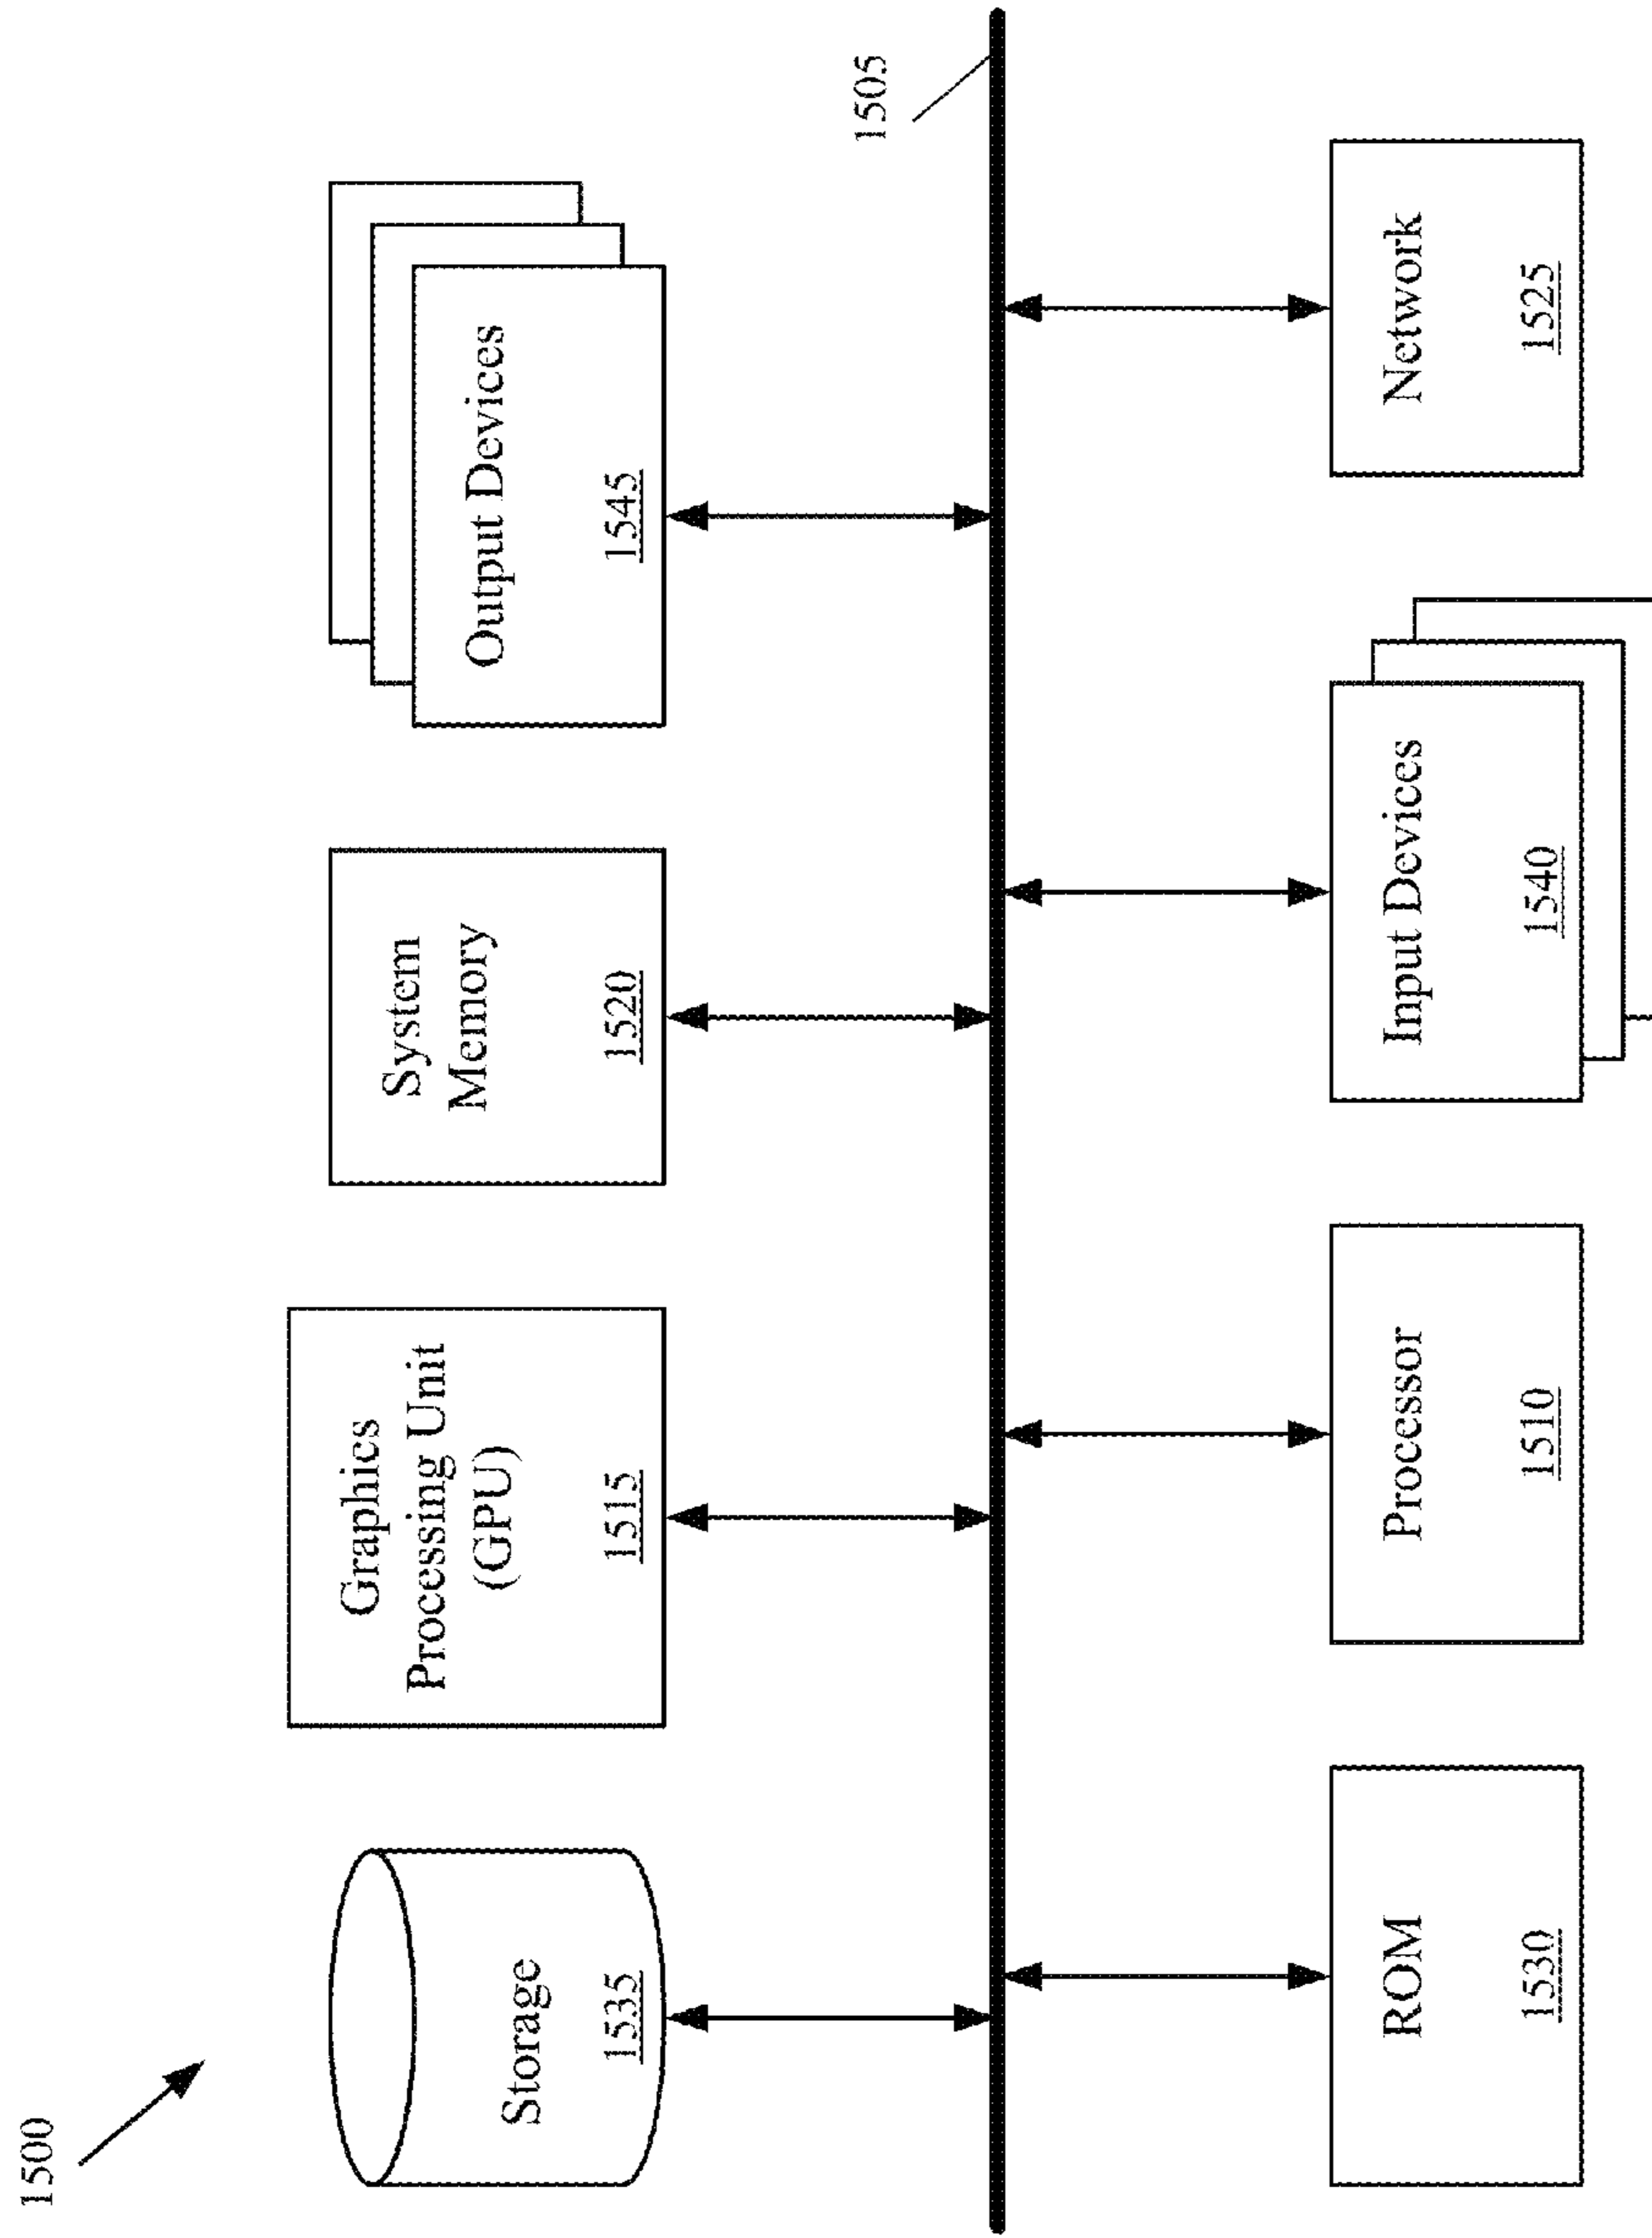 1500
Storage
1535
Graphics
Processing Unit
(GPU)
1515
System
Memory
1520
Output Devices
1545
1505
ROM
1530
Processor
1510
Input Devices
1540
Network
1525